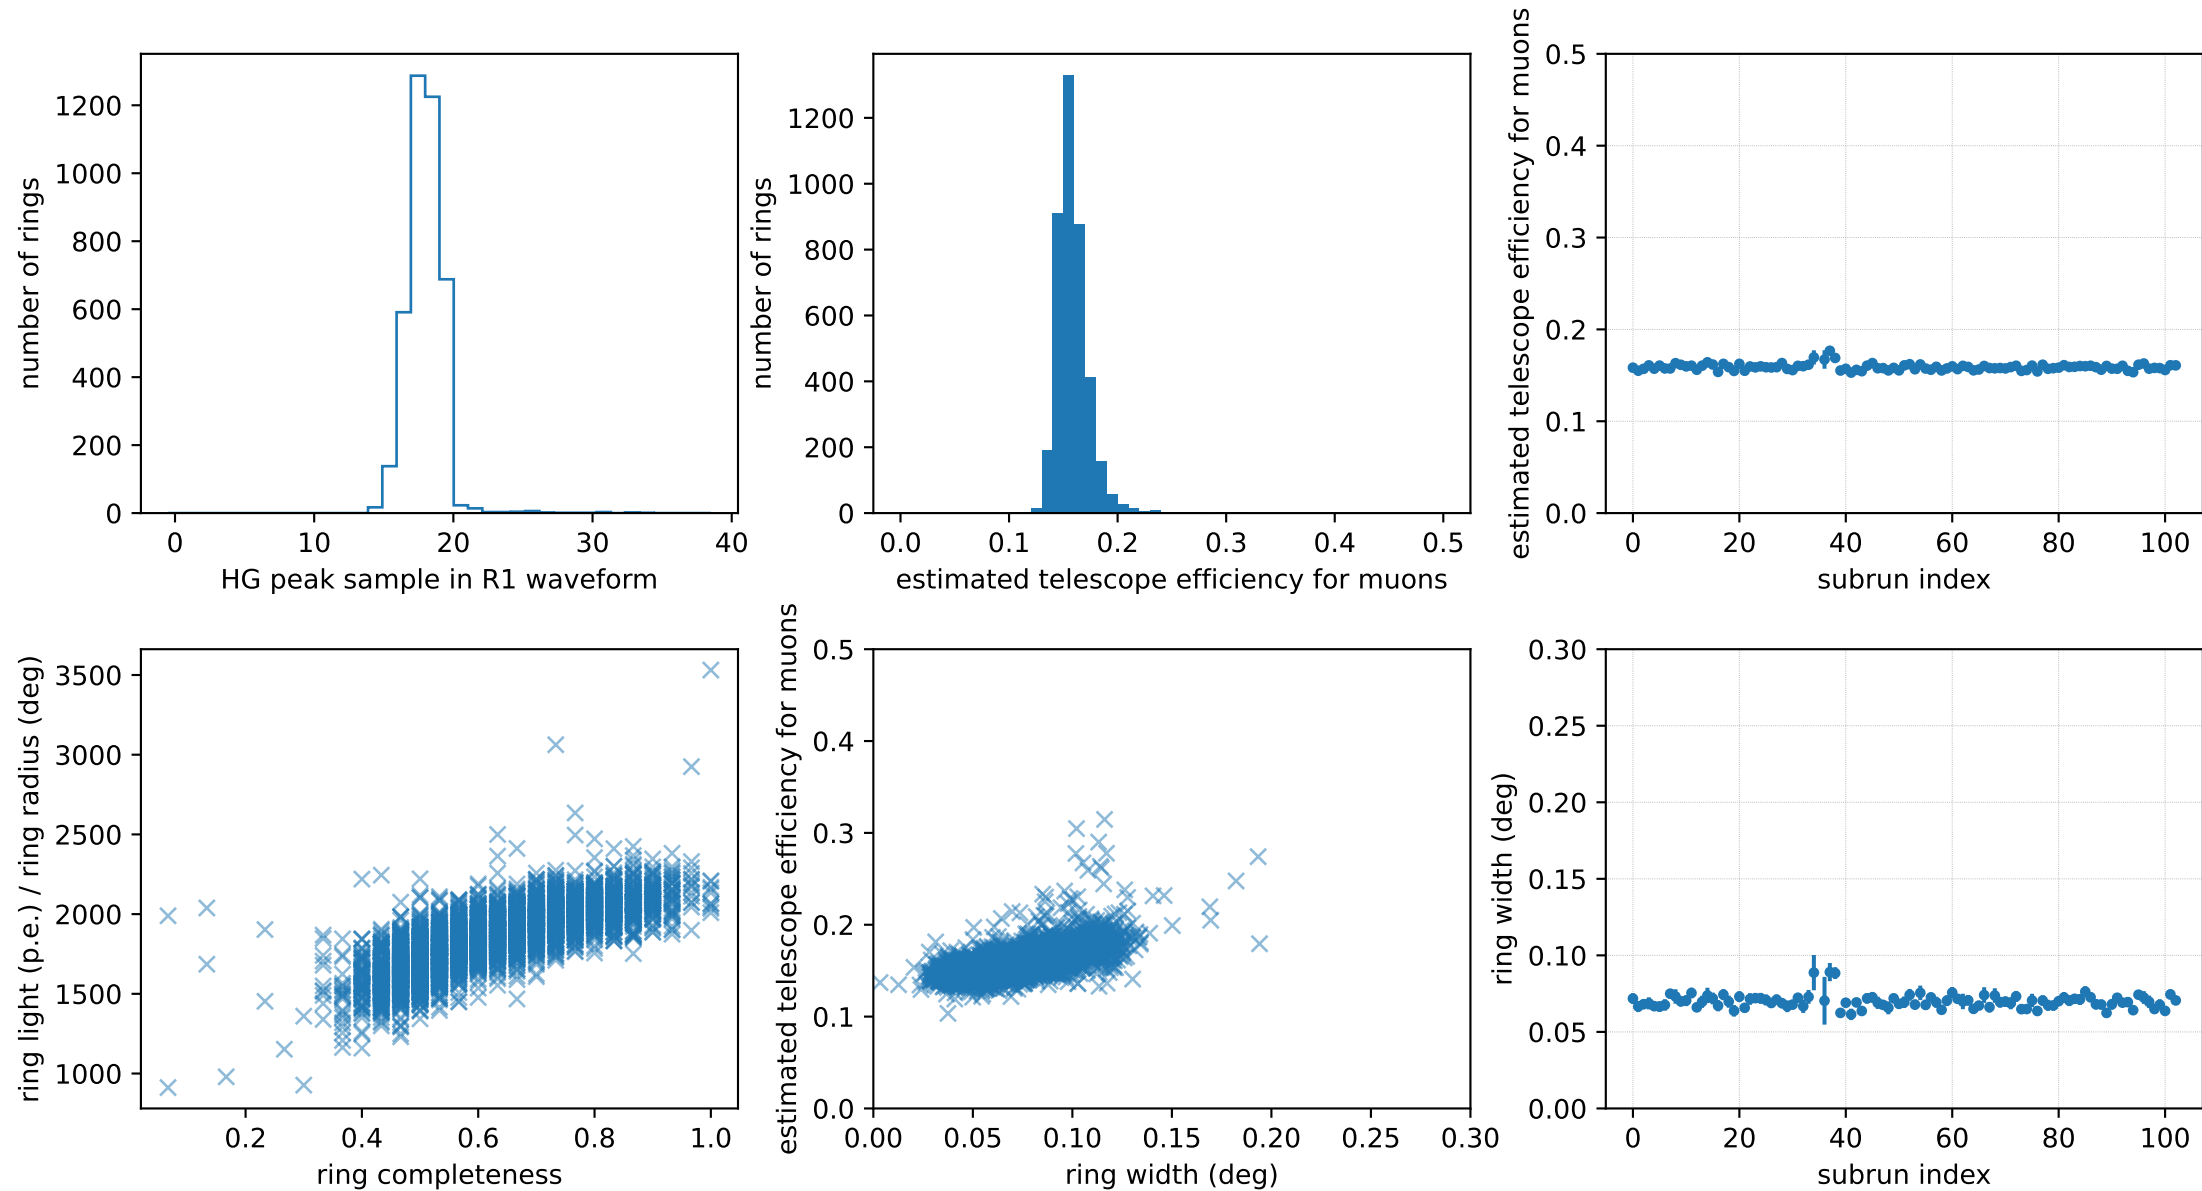 number of rings
1200
1000
800
600
400
200
0
0 10 20 30 40
HG peak sample in R1 waveform
number of rings
1200
1000
800
600
400
200
0
0.0 0.1 0.2 0.3 0.4 0.5
estimated telescope efficiency for muons
estimated telescope efficiency for muons
0.5
0.4
0.3
0.2
0.1
0.0
0 20 40 60 80 100
subrun index
ring light (p.e.) / ring radius (deg)
3500
3000
2500
2000
1500
1000
0.2 0.4 0.6 0.8 1.0
ring completeness
estimated telescope efficiency for muons
0.5
0.4
0.3
0.2
0.1
0.0
0.00 0.05 0.10 0.15 0.20 0.25 0.30
ring width (deg)
ring width (deg)
0.30
0.25
0.20
0.15
0.10
0.05
0.00
0 20 40 60 80 100
subrun index